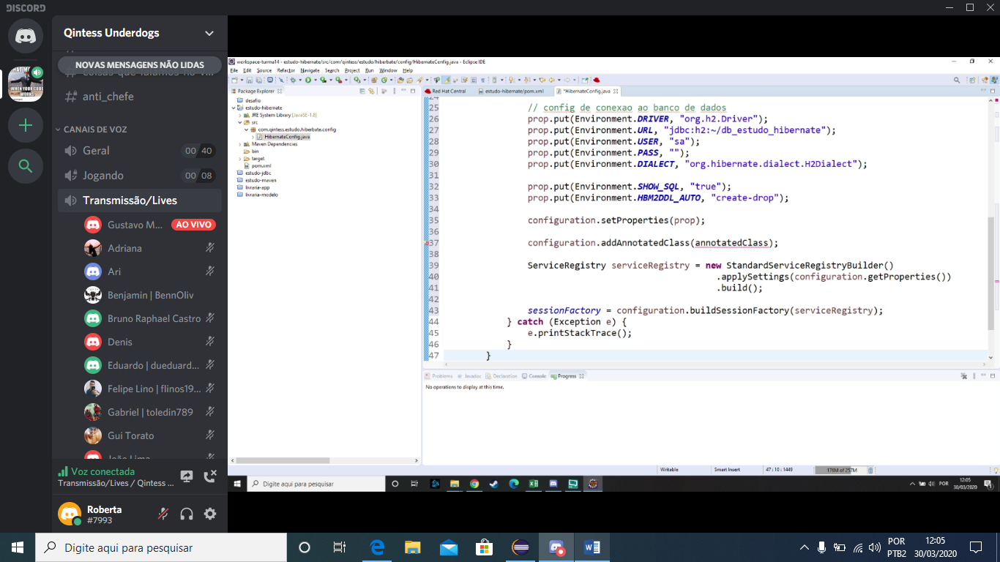 DISCORD
Qintess Underdogs
NOVAS MENSAGENS NÃO LIDAS
anti_chefe
CANAIS DE VOZ
Geral 00 40
Jogando 00 08
Transmissão/Lives
Gustavo M... AO VIVO
Adriana
Ari
Benjamin | BennOliv
Bruno Raphael Castro
Denis
Eduardo | dueduard...
Felipe Lino | flinos19...
Gabriel | toledin789
Gui Torato
João Lima
Voz conectada
Transmissão/Lives / Qintess ...
Roberta
#7993
workspace-turma14 - estudo-hibernate/src/com/qintess/estudo/hiberbate/config/HibernateConfig.java - Eclipse IDE
File Edit Source Refactor Navigate Search Project Run Window Help
Package Explorer
desafio
estudo-hibernate
JRE System Library [JavaSE-1.8]
src
com.qintess.estudo.hiberbate.config
HibernateConfig.java
Maven Dependencies
bin
target
pom.xml
estudo-jdbc
estudo-maven
livraria-app
livraria-modelo
Red Hat Central estudo-hibernate/pom.xml *HibernateConfig.java
24
25 // config de conexao ao banco de dados
26 prop.put(Environment.DRIVER, "org.h2.Driver");
27 prop.put(Environment.URL, "jdbc:h2:~/db_estudo_hibernate");
28 prop.put(Environment.USER, "sa");
29 prop.put(Environment.PASS, "");
30 prop.put(Environment.DIALECT, "org.hibernate.dialect.H2Dialect");
31
32 prop.put(Environment.SHOW_SQL, "true");
33 prop.put(Environment.HBM2DDL_AUTO, "create-drop");
34
35 configuration.setProperties(prop);
36
37 configuration.addAnnotatedClass(annotatedClass);
38
39 ServiceRegistry serviceRegistry = new StandardServiceRegistryBuilder()
40 .applySettings(configuration.getProperties())
41 .build();
42
43 sessionFactory = configuration.buildSessionFactory(serviceRegistry);
44 } catch (Exception e) {
45 e.printStackTrace();
46 }
47 }
Problems Javadoc Declaration Console Progress
No operations to display at this time.
Writable Smart Insert 47 : 10 : 1449 176M of 257M
Digite aqui para pesquisar
POR
12:05
30/03/2020
Digite aqui para pesquisar
POR
PTB2
12:05
30/03/2020